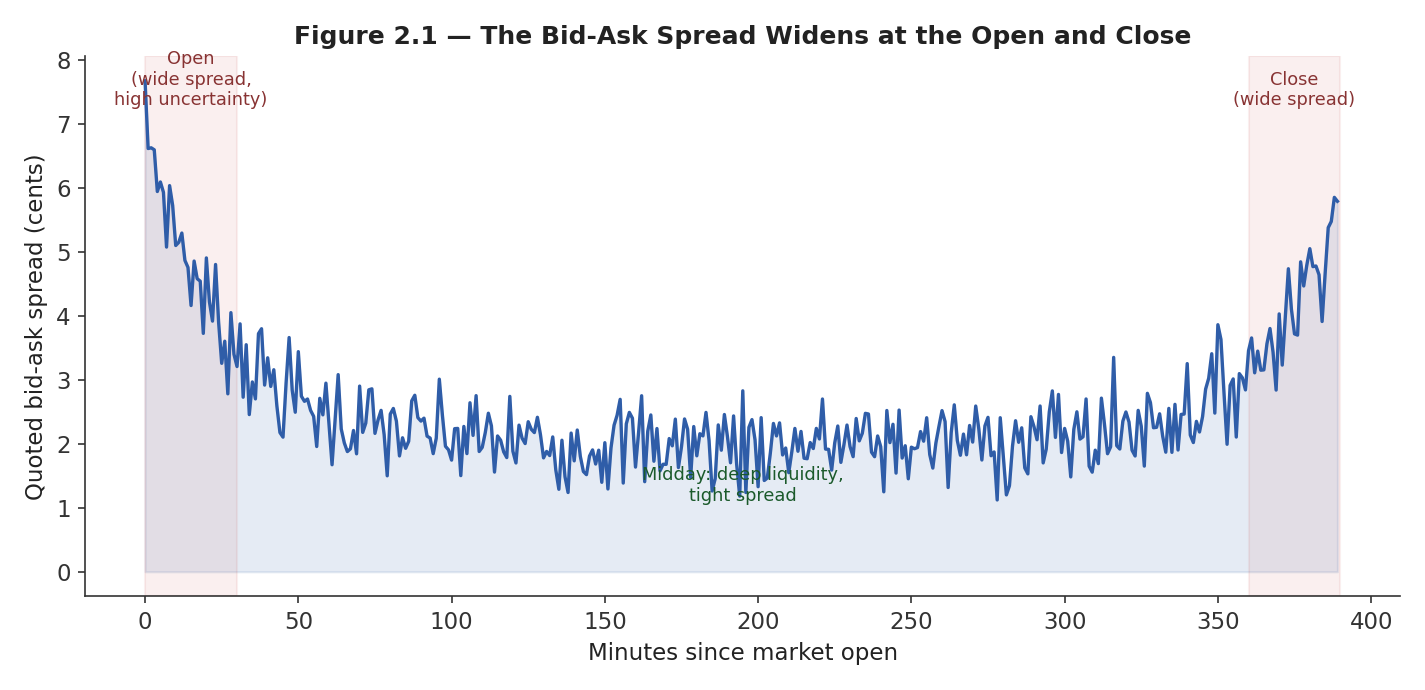 Figure 2.1 — The Bid-Ask Spread Widens at the Open and Close
Open
(wide spread,
high uncertainty)
Close
(wide spread)
Midday: deep liquidity,
tight spread
Quoted bid-ask spread (cents)
8
7
6
5
4
3
2
1
0
0 50 100 150 200 250 300 350 400
Minutes since market open